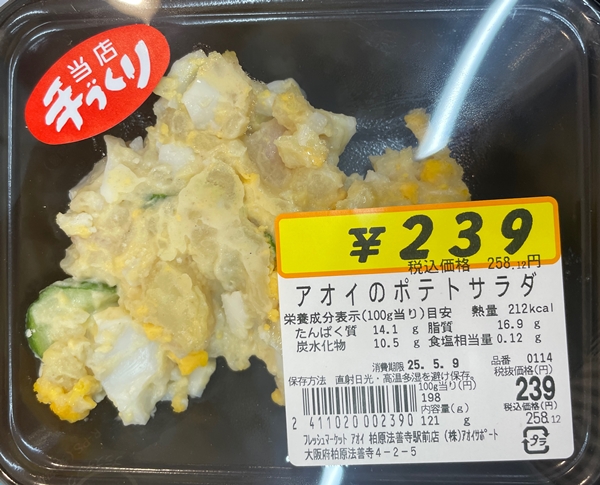 当店
手づくり
¥239
税込価格 258.12円
アオイのポテトサラダ
栄養成分表示(100g当り)目安 熱量 212kcal
たんぱく質 14.1 g 脂質 16.9 g
炭水化物 10.5 g 食塩相当量 0.12 g
消費期限 25.5.9 品番 0114
保存方法 直射日光・高温多湿を避け保存。 税抜価格(円)
100g当り(円) 239
198 税込価格(円)
内容量(g) 258.12
2 411020 002390 121 g
プラ
フレッシュマーケット アオイ 柏原法善寺駅前店 (株)アオイサポート
大阪府柏原法善寺4-2-5